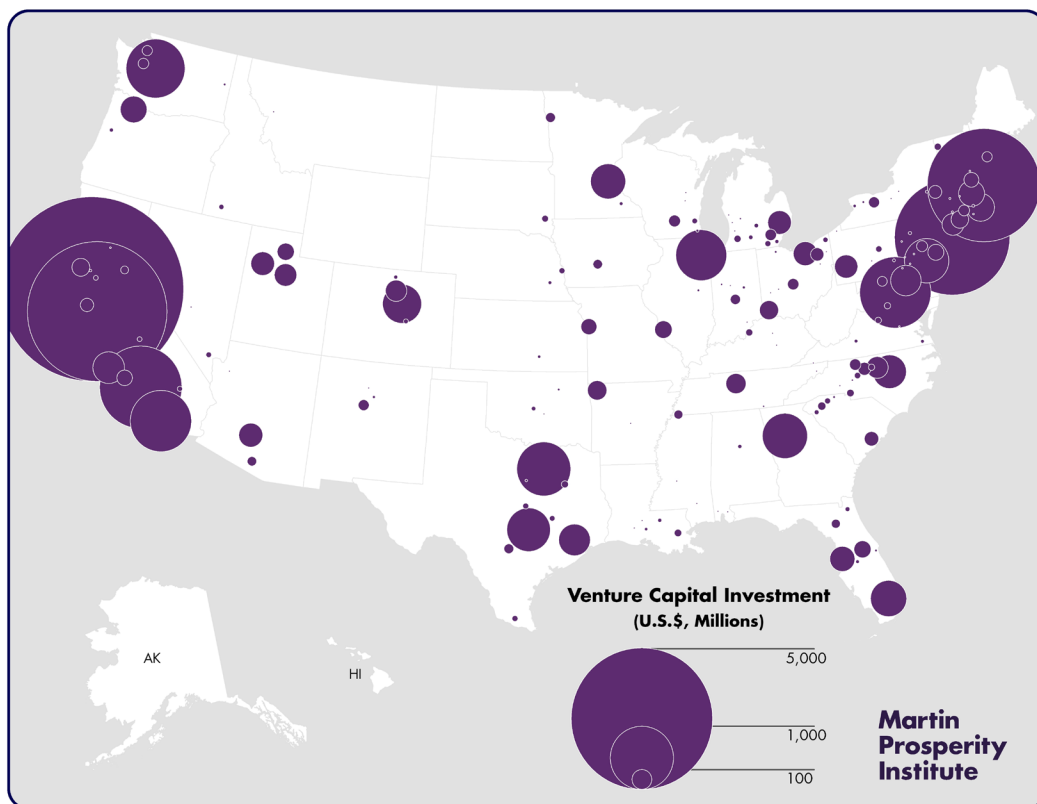 AK
HI
Venture Capital Investment
(U.S.$, Millions)
5,000
1,000
100
Martin
Prosperity
Institute